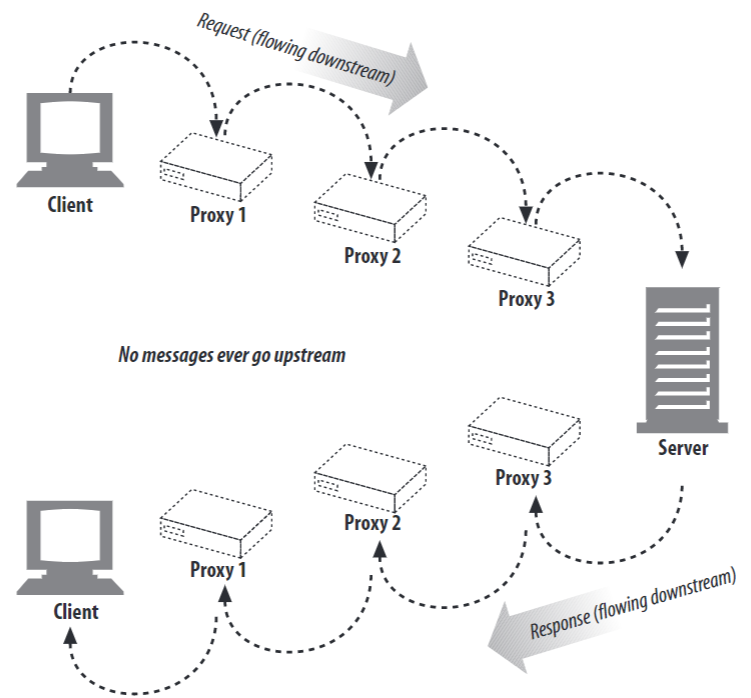 Request (flowing downstream)
Client
Proxy 1
Proxy 2
Proxy 3
No messages ever go upstream
Server
Proxy 3
Proxy 2
Proxy 1
Client
Response (flowing downstream)